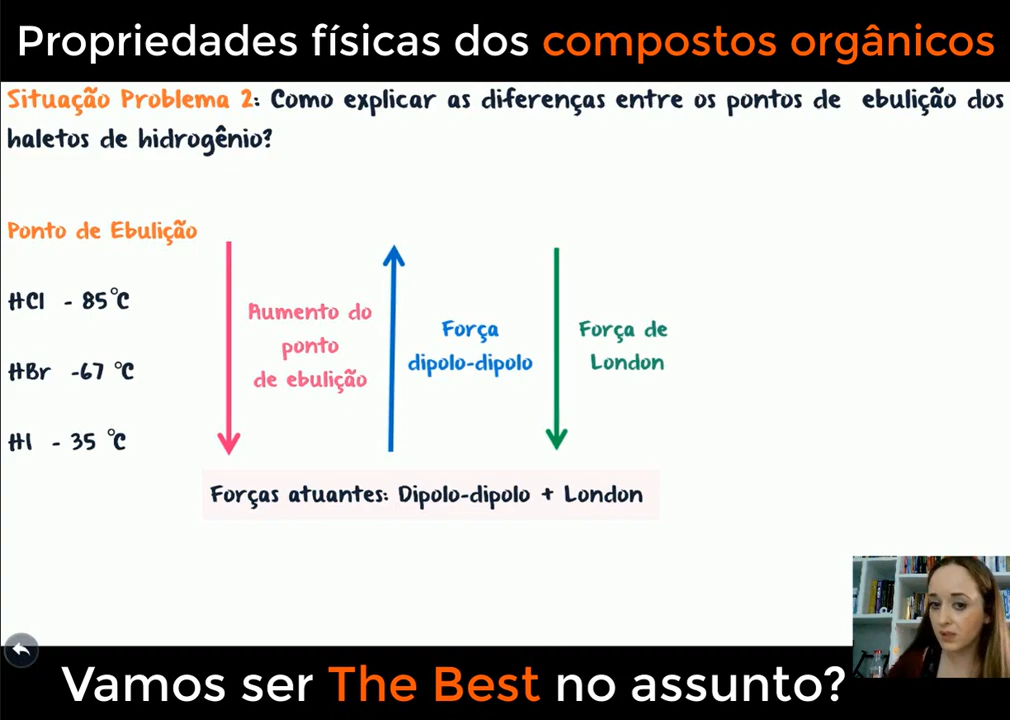 Propriedades físicas dos compostos orgânicos
Situação Problema 2: Como explicar as diferenças entre os pontos de ebulição dos
haletos de hidrogênio?
Ponto de Ebulição
HCl - 85°C
HBr -67 °C
HI - 35 °C
Aumento do
ponto
de ebulição
Força
dipolo-dipolo
Força de
London
Forças atuantes: Dipolo-dipolo + London
Vamos ser The Best no assunto?